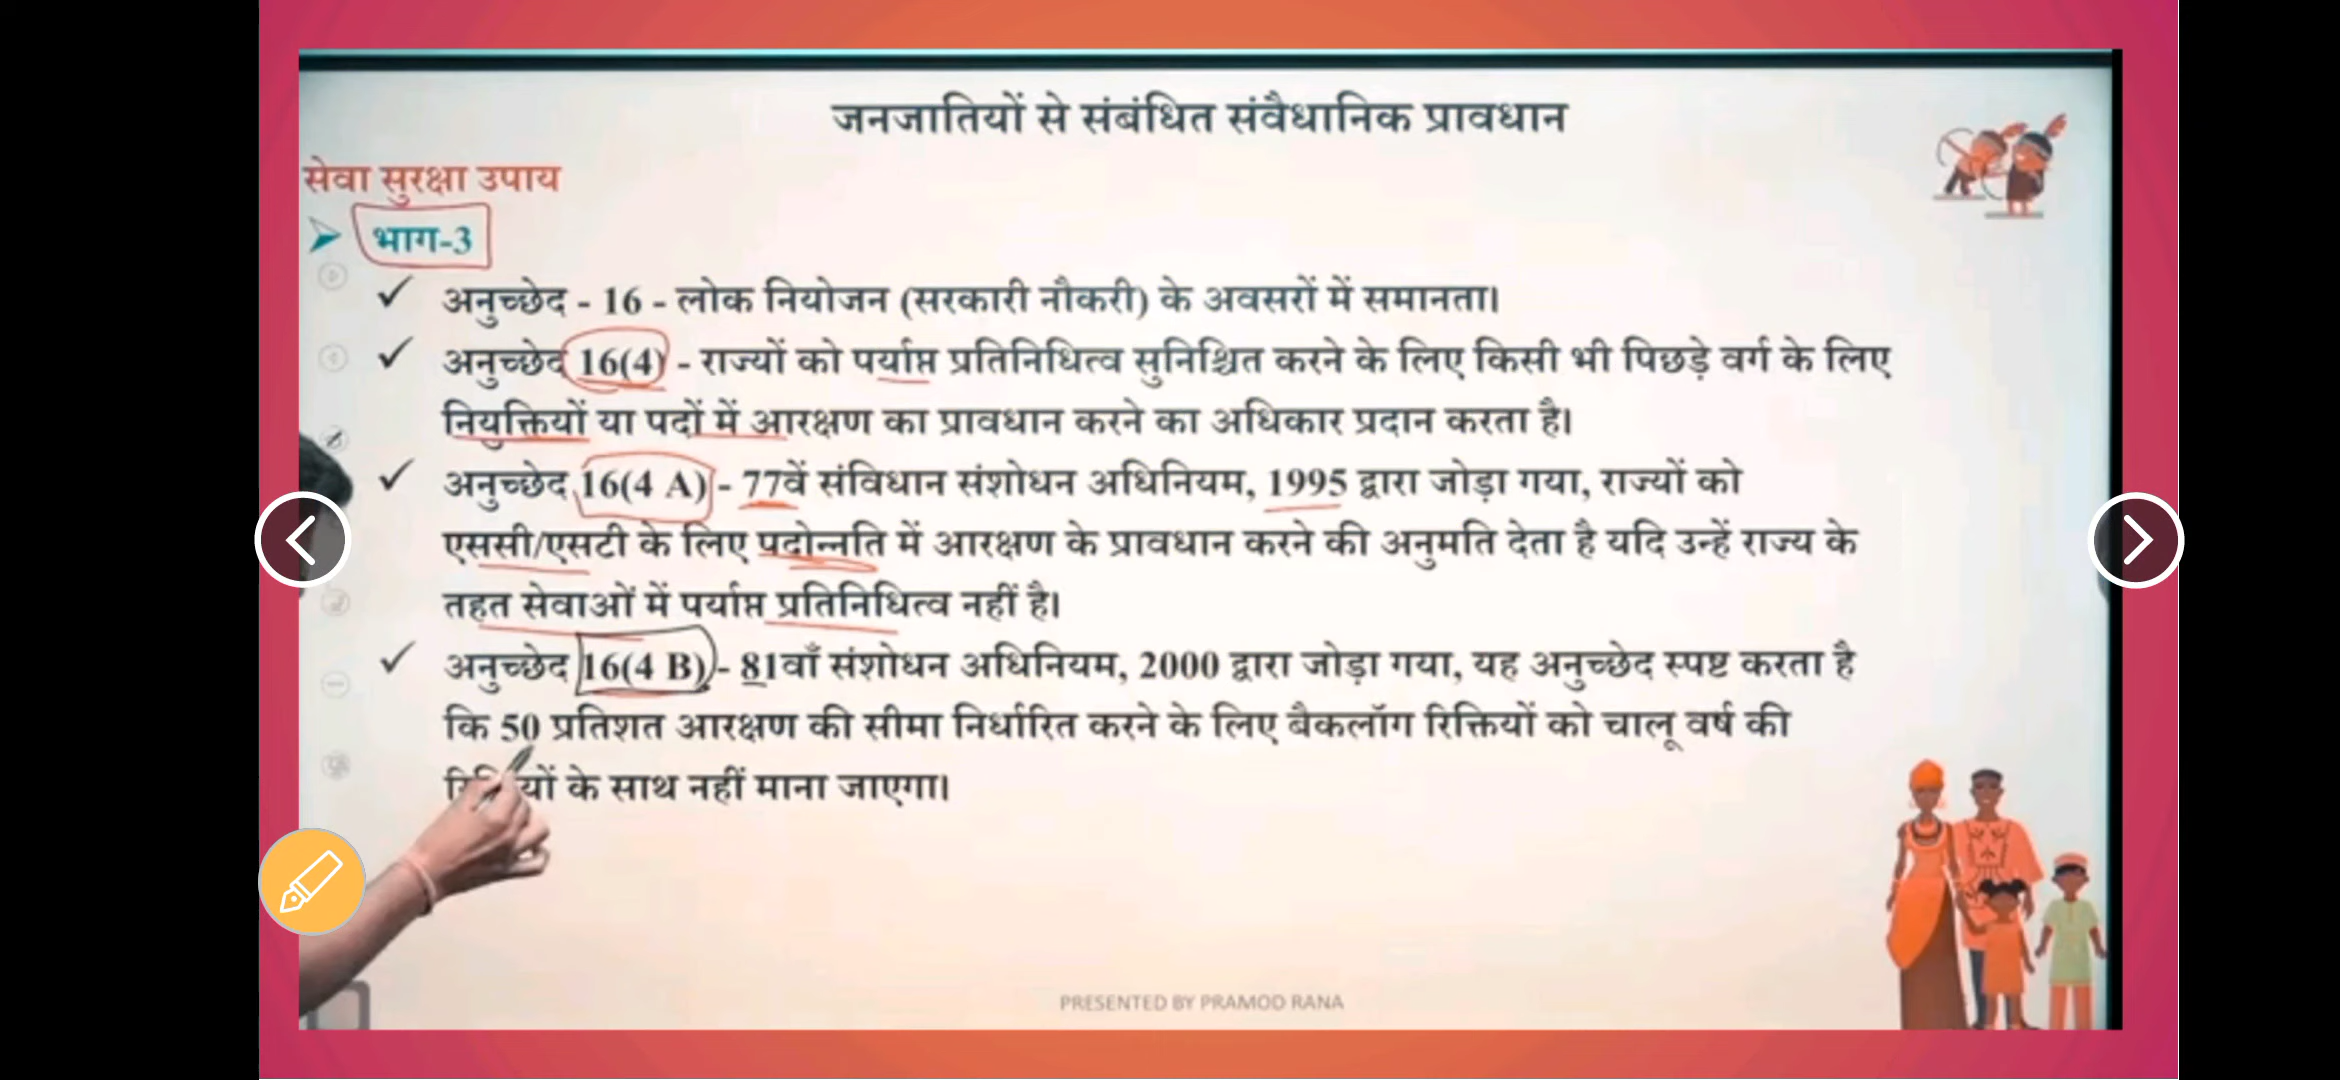 जनजातियों से संबंधित संवैधानिक प्रावधान
सेवा सुरक्षा उपाय
भाग-3
अनुच्छेद - 16 - लोक नियोजन (सरकारी नौकरी) के अवसरों में समानता।
अनुच्छेद 16(4) - राज्यों को पर्याप्त प्रतिनिधित्व सुनिश्चित करने के लिए किसी भी पिछड़े वर्ग के लिए
नियुक्तियों या पदों में आरक्षण का प्रावधान करने का अधिकार प्रदान करता है।
अनुच्छेद 16(4 A) - 77वें संविधान संशोधन अधिनियम, 1995 द्वारा जोड़ा गया, राज्यों को
एससी/एसटी के लिए पदोन्नति में आरक्षण के प्रावधान करने की अनुमति देता है यदि उन्हें राज्य के
तहत सेवाओं में पर्याप्त प्रतिनिधित्व नहीं है।
अनुच्छेद 16(4 B) - 81वाँ संशोधन अधिनियम, 2000 द्वारा जोड़ा गया, यह अनुच्छेद स्पष्ट करता है
कि 50 प्रतिशत आरक्षण की सीमा निर्धारित करने के लिए बैकलॉग रिक्तियों को चालू वर्ष की
के साथ नहीं माना जाएगा।
PRESENTED BY PRAMOD RANA